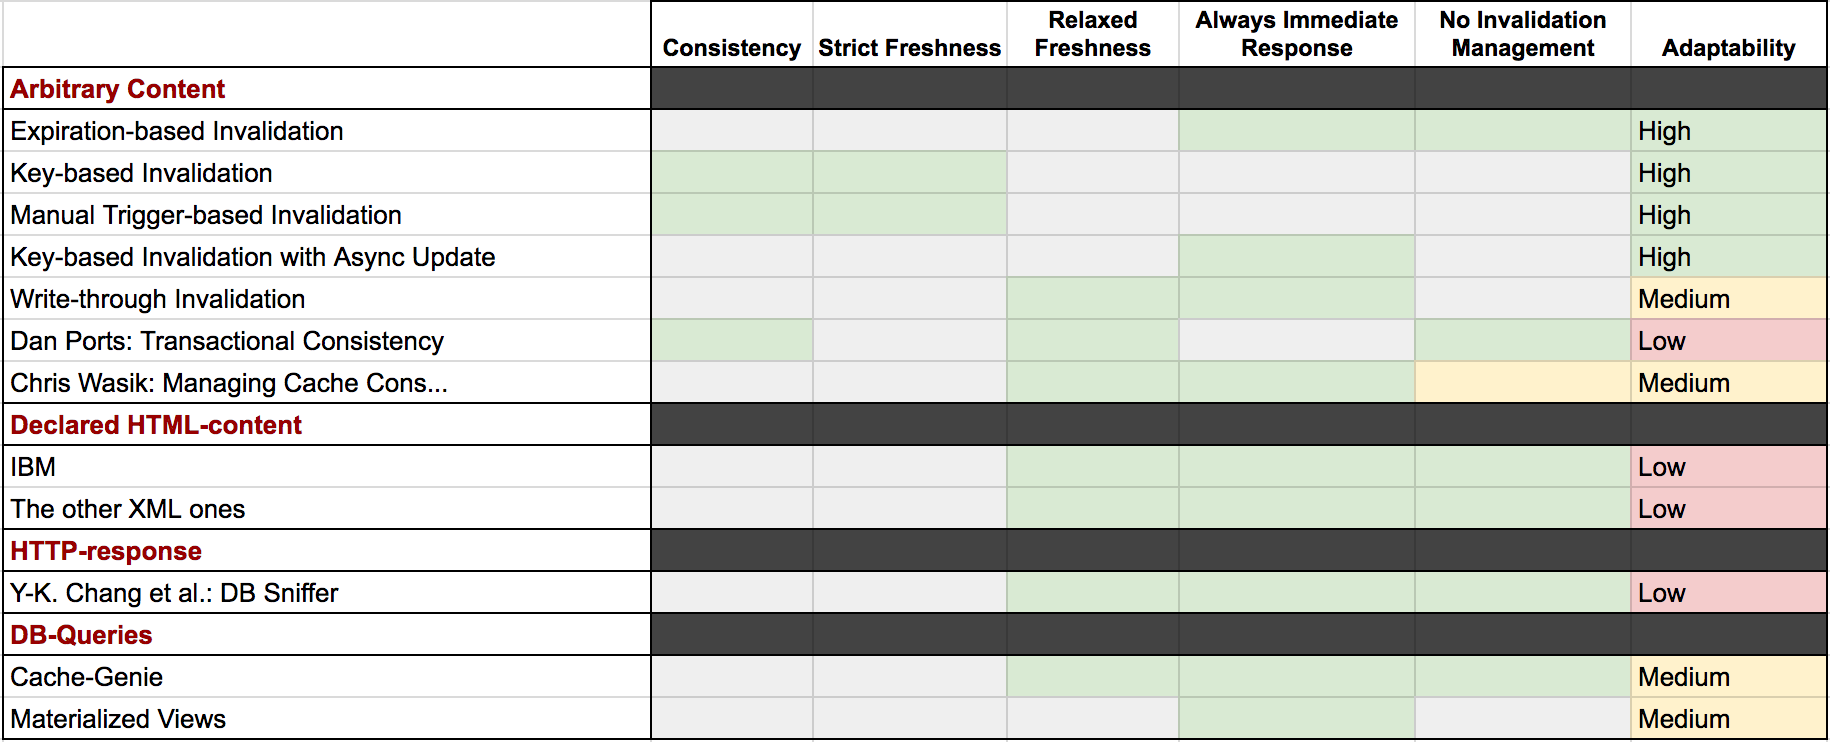 Consistency
Strict Freshness
Relaxed
Freshness
Always Immediate
Response
No Invalidation
Management
Adaptability
Arbitrary Content
Expiration-based Invalidation
High
Key-based Invalidation
High
Manual Trigger-based Invalidation
High
Key-based Invalidation with Async Update
High
Write-through Invalidation
Medium
Dan Ports: Transactional Consistency
Low
Chris Wasik: Managing Cache Cons...
Medium
Declared HTML-content
IBM
Low
The other XML ones
Low
HTTP-response
Y-K. Chang et al.: DB Sniffer
Low
DB-Queries
Cache-Genie
Medium
Materialized Views
Medium